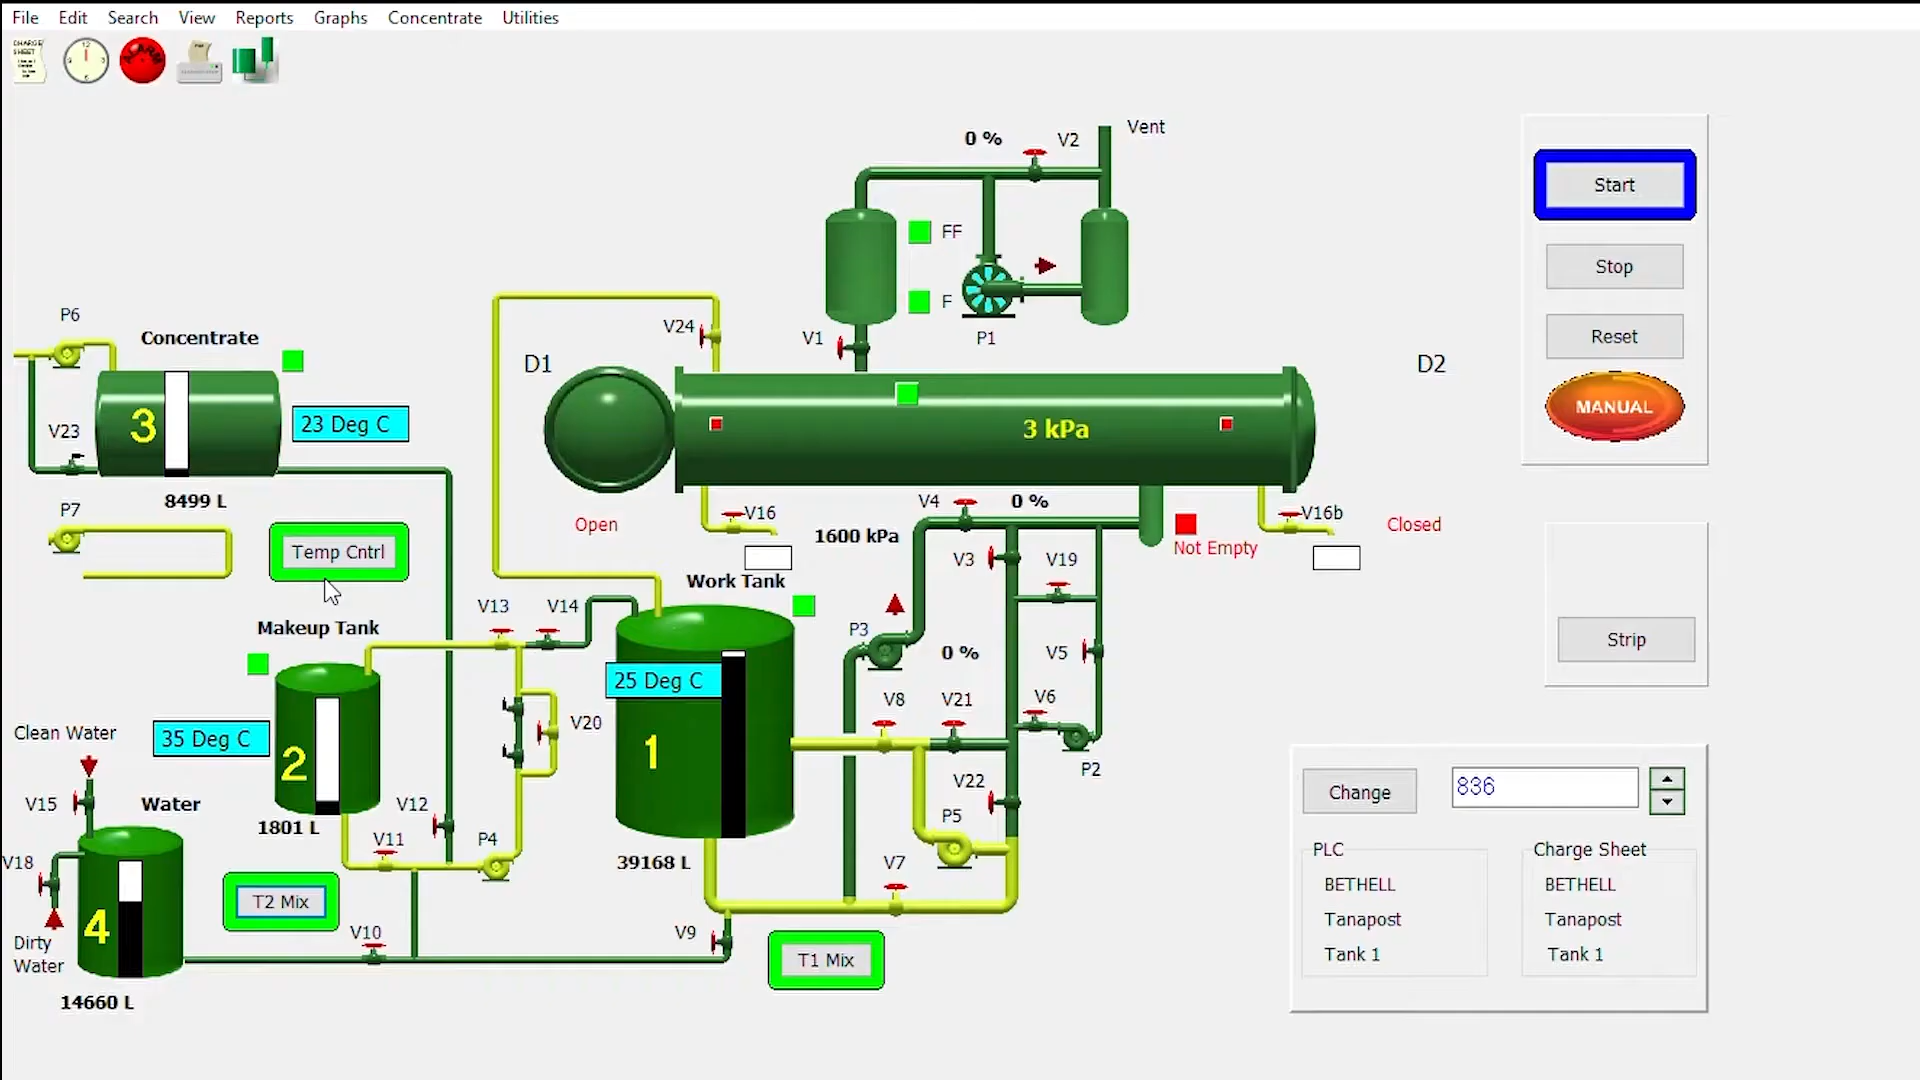 File Edit Search View Reports Graphs Concentrate Utilities
CHARGE
SHEET
ALARM
Vent
0 %
V2
Start
FF
Stop
F
P6
V24
V1
P1
Reset
Concentrate
D1
D2
MANUAL
3
23 Deg C
3 kPa
V23
8499 L
V4
0 %
P7
V16
V16b
Open
1600 kPa
Closed
Temp Cntrl
Not Empty
V3
V19
Work Tank
V13
V14
Makeup Tank
P3
Strip
0 %
V5
25 Deg C
V8
V21
V6
V20
Clean Water
35 Deg C
2
1
P2
V22
Change
836
V15
Water
V12
1801 L
V11
P4
P5
PLC
Charge Sheet
V18
39168 L
V7
BETHELL
BETHELL
T2 Mix
Tanapost
Tanapost
4
V10
V9
Dirty
Water
T1 Mix
Tank 1
Tank 1
14660 L